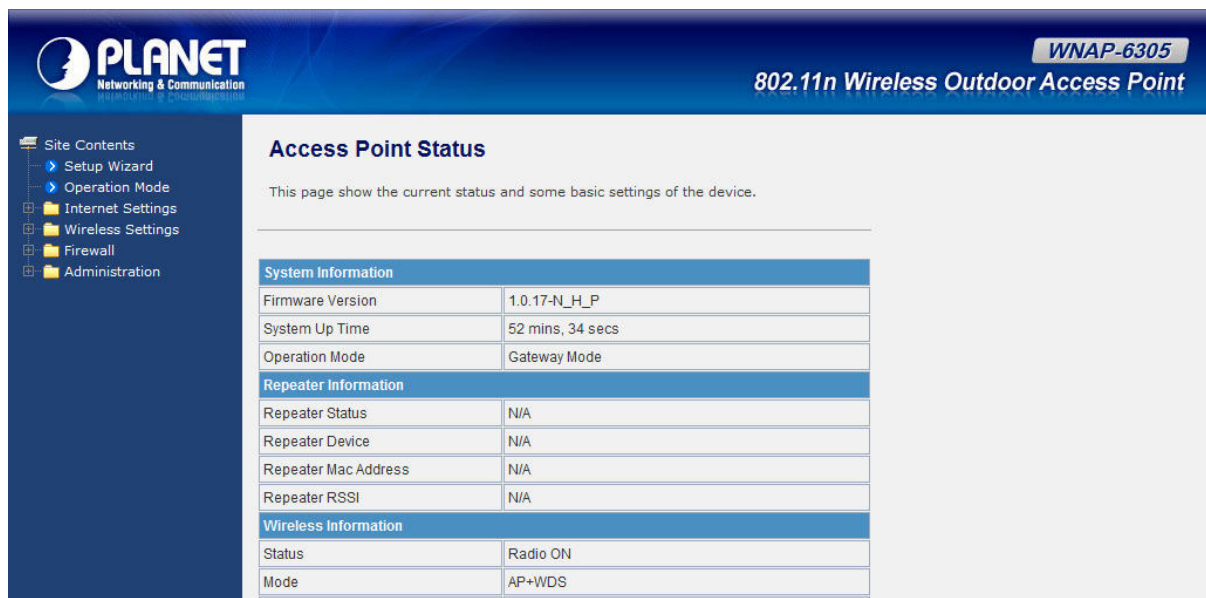 PLANET
Networking & Communication
WNAP-6305
802.11n Wireless Outdoor Access Point
Site Contents
Setup Wizard
Operation Mode
Internet Settings
Wireless Settings
Firewall
Administration
Access Point Status
This page show the current status and some basic settings of the device.
System Information
Firmware Version 1.0.17-N_H_P
System Up Time 52 mins, 34 secs
Operation Mode Gateway Mode
Repeater Information
Repeater Status N/A
Repeater Device N/A
Repeater Mac Address N/A
Repeater RSSI N/A
Wireless Information
Status Radio ON
Mode AP+WDS